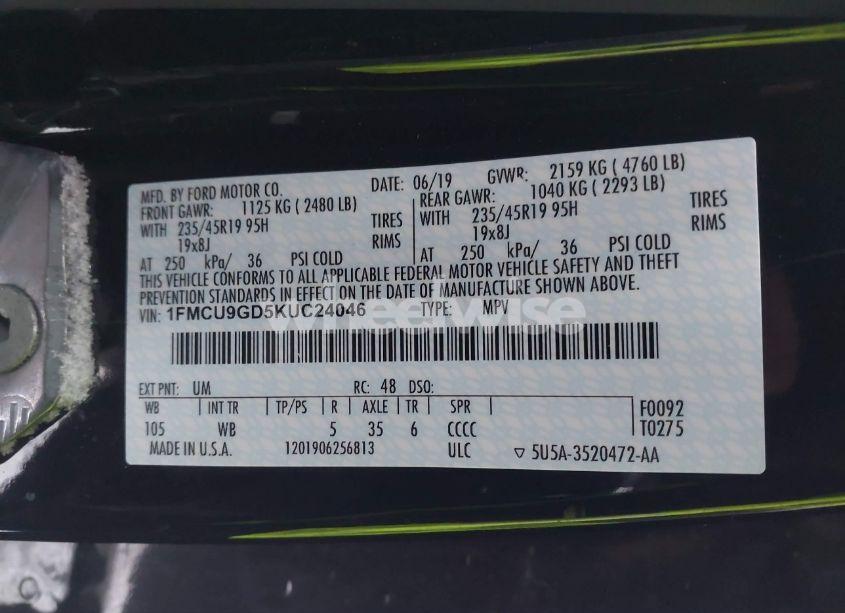 MFD. BY FORD MOTOR CO. DATE: 06/19 GVWR: 2159 KG ( 4760 LB)
FRONT GAWR: 1125 KG ( 2480 LB) REAR GAWR: 1040 KG ( 2293 LB)
WITH 235/45R19 95H TIRES WITH 235/45R19 95H TIRES
19x8J RIMS 19x8J RIMS
AT 250 kPa/ 36 PSI COLD AT 250 kPa/ 36 PSI COLD
THIS VEHICLE CONFORMS TO ALL APPLICABLE FEDERAL MOTOR VEHICLE SAFETY AND THEFT
PREVENTION STANDARDS IN EFFECT ON THE DATE OF MANUFACTURE SHOWN ABOVE.
VIN: 1FMCU9GD5KUC24046 TYPE: MPV
wheelwise
EXT PNT: UM RC: 48 DSO:
WB INT TR TP/PS R AXLE TR SPR F0092
105 WB 5 35 6 CCCC T0275
MADE IN U.S.A. 1201906256813 ULC ▽ 5U5A-3520472-AA